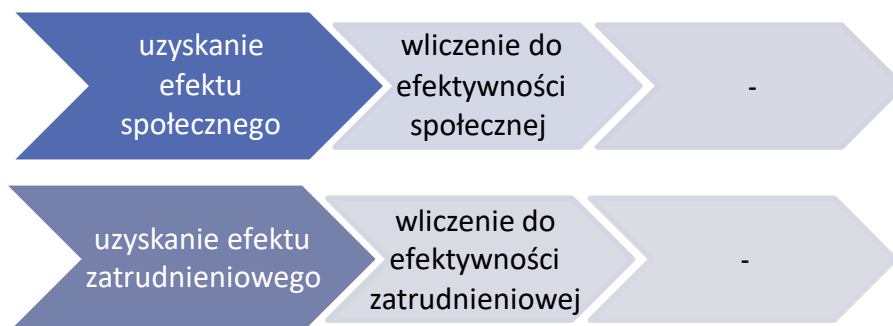 uzyskanie
efektu
społecznego
wliczenie do
efektywności
społecznej
-
uzyskanie efektu
zatrudnieniowego
wliczenie do
efektywności
zatrudnieniowej
-